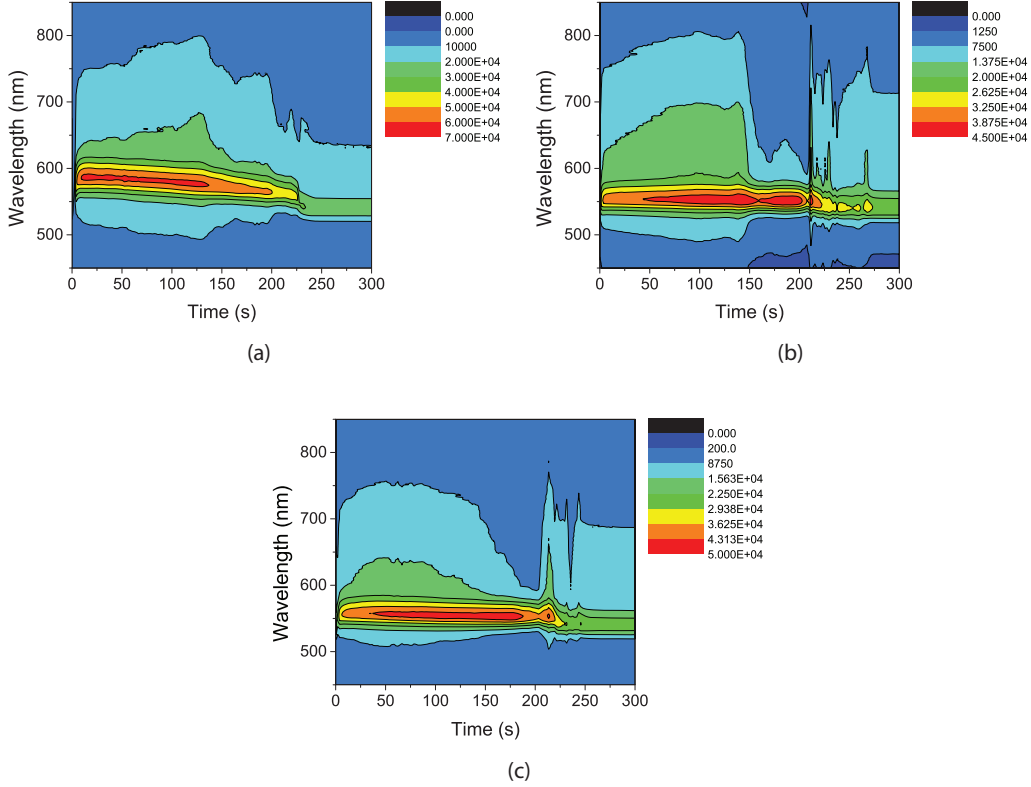 800
700
600
500
Wavelength (nm)
0 50 100 150 200 250 300
Time (s)
0.000
0.000
10000
2.000E+04
3.000E+04
4.000E+04
5.000E+04
6.000E+04
7.000E+04
(a)
800
700
600
500
Wavelength (nm)
0 50 100 150 200 250 300
Time (s)
0.000
1250
7500
1.375E+04
2.000E+04
2.625E+04
3.250E+04
3.875E+04
4.500E+04
(b)
800
700
600
500
Wavelength (nm)
0 50 100 150 200 250 300
Time (s)
0.000
200.0
8750
1.563E+04
2.250E+04
2.938E+04
3.625E+04
4.313E+04
5.000E+04
(c)